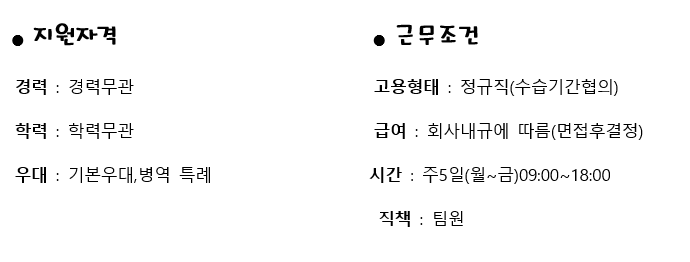 ● 지원자격
경력 : 경력무관
학력 : 학력무관
우대 : 기본우대,병역 특례
● 근무조건
고용형태 : 정규직(수습기간협의)
급여 : 회사내규에 따름(면접후결정)
시간 : 주5일(월~금)09:00~18:00
직책 : 팀원